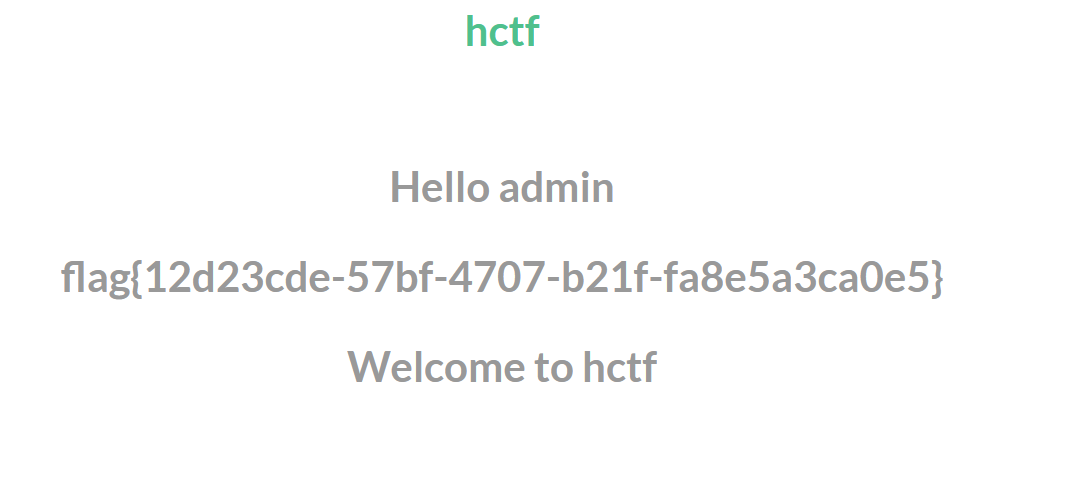 hctf
Hello admin
flag{12d23cde-57bf-4707-b21f-fa8e5a3ca0e5}
Welcome to hctf